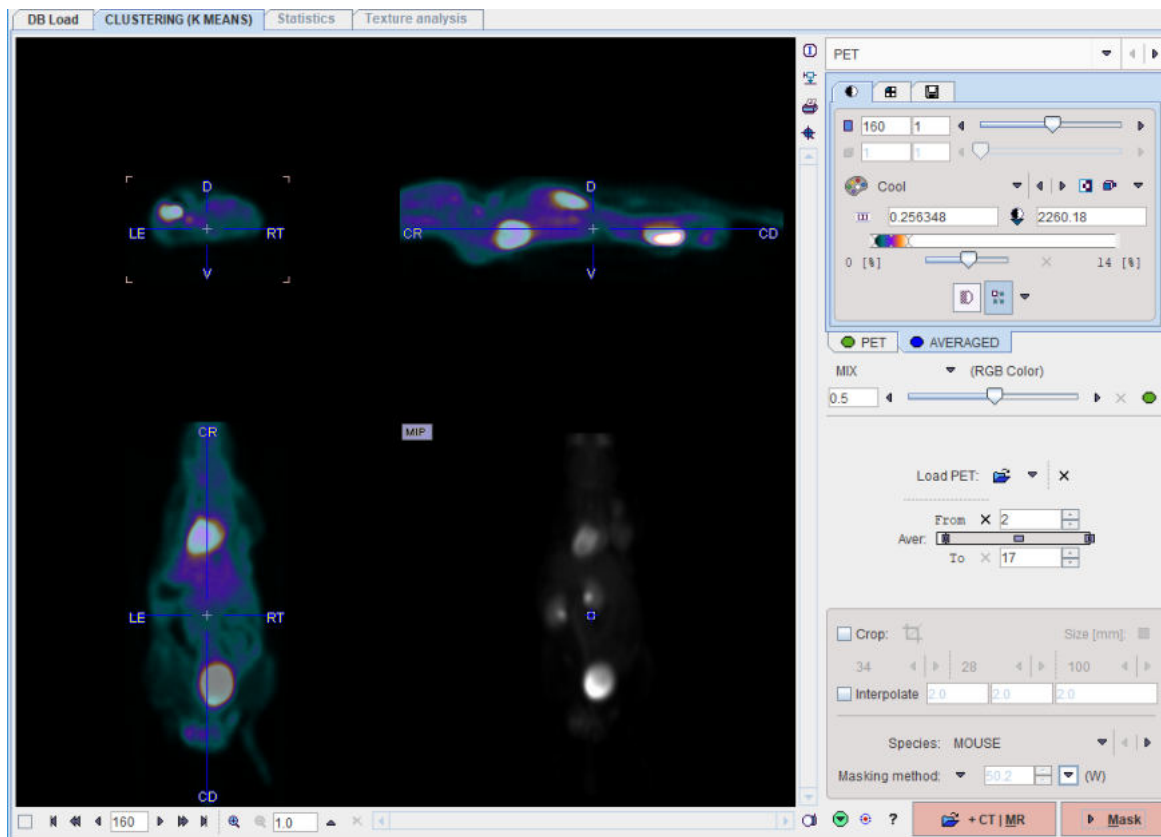 DB Load CLUSTERING (K MEANS) Statistics Texture analysis
PET
160 1
1 1
Cool
0.256348 2260.18
0 [%] 14 [%]
D D
LE RT CR CD
V V
PET AVERAGED
MIX (RGB Color)
0.5
CR MIP
Load PET:
From 2
Aver:
To 17
LE RT
Crop: Size [mm]:
34 28 100
Interpolate 2.0 2.0 2.0
Species: MOUSE
Masking method: 50.2 (W)
CD
160 1.0 ? + CT | MR Mask